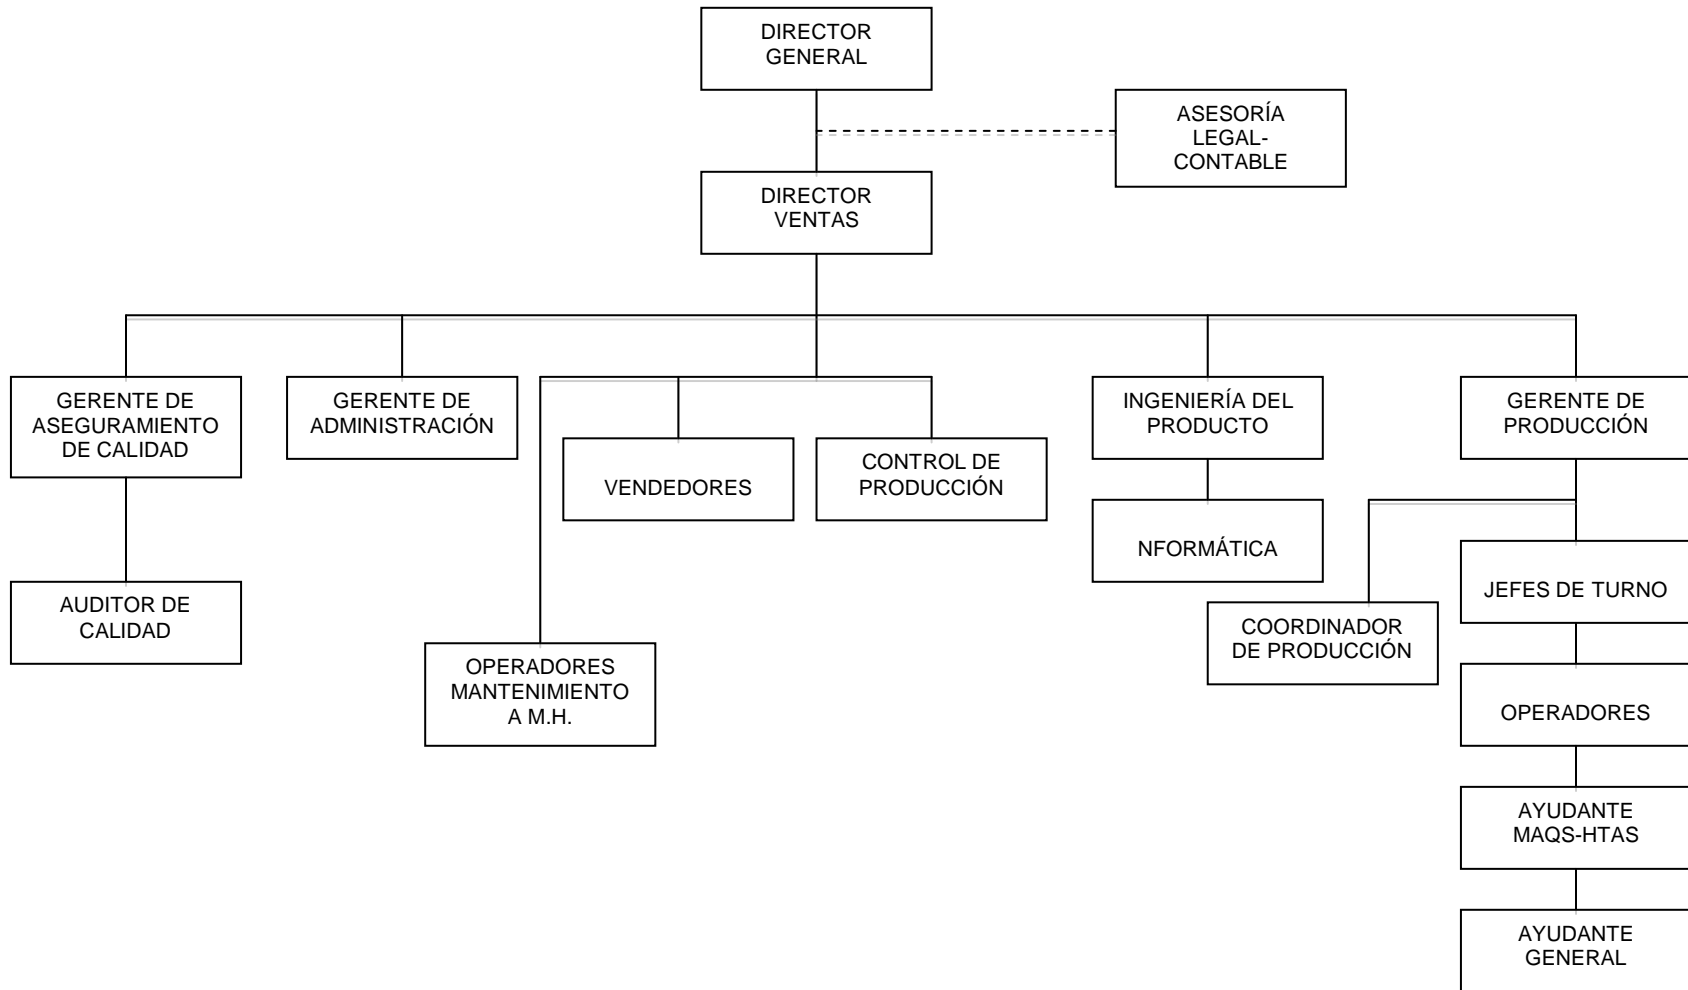 DIRECTOR
GENERAL
ASESORÍA
LEGAL-
CONTABLE
DIRECTOR
VENTAS
GERENTE DE
ASEGURAMIENTO
DE CALIDAD
GERENTE DE
ADMINISTRACIÓN
INGENIERÍA DEL
PRODUCTO
GERENTE DE
PRODUCCIÓN
VENDEDORES
CONTROL DE
PRODUCCIÓN
NFORMÁTICA
JEFES DE TURNO
AUDITOR DE
CALIDAD
COORDINADOR
DE PRODUCCIÓN
OPERADORES
MANTENIMIENTO
A M.H.
OPERADORES
AYUDANTE
MAQS-HTAS
AYUDANTE
GENERAL